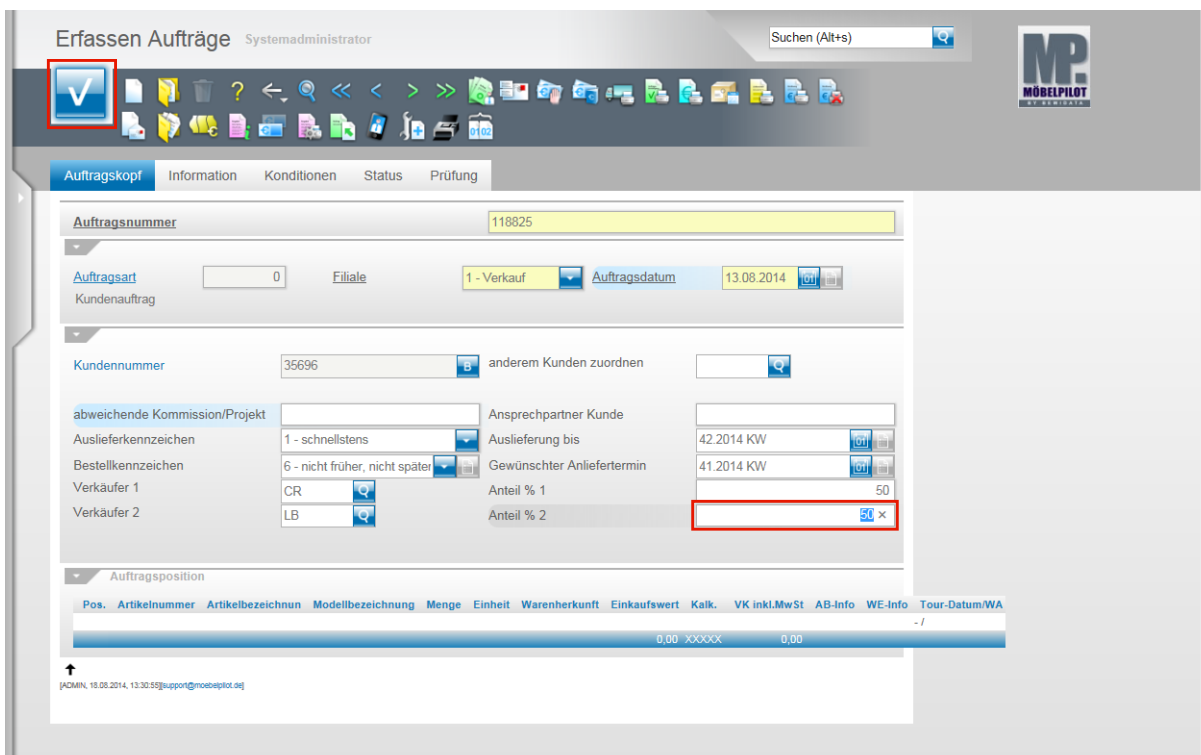 Erfassen Aufträge Systemadministrator
Suchen (Alt+s)
MP.
MÖBELPILOT
Auftragskopf Information Konditionen Status Prüfung
Auftragsnummer 118825
Auftragsart 0 Filiale 1 - Verkauf Auftragsdatum 13.08.2014
Kundenauftrag
Kundennummer 35696 B anderem Kunden zuordnen
abweichende Kommission/Projekt Ansprechpartner Kunde
Auslieferkennzeichen 1 - schnellstens Auslieferung bis 42.2014 KW
Bestellkennzeichen 6 - nicht früher, nicht später Gewünschter Anliefertermin 41.2014 KW
Verkäufer 1 CR Anteil % 1 50
Verkäufer 2 LB Anteil % 2 50 ×
Auftragsposition
Pos. Artikelnummer Artikelbezeichnun Modellbezeichnung Menge Einheit Warenherkunft Einkaufswert Kalk. VK inkl.MwSt AB-Info WE-Info Tour-Datum/WA
- /
0,00 XXXXX 0,00
[ADMIN, 18.08.2014, 13:30:55][support@moebelpilot.de]